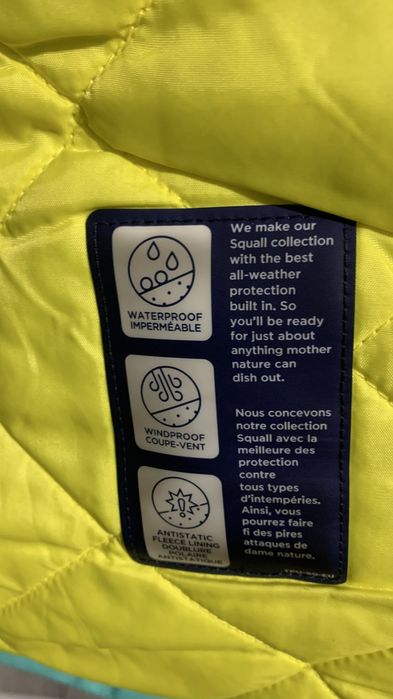 WATERPROOF
IMPERMÉABLE
WINDPROOF
COUPE-VENT
ANTISTATIC
FLEECE LINING
DOUBLURE
POLAIRE
ANTISTATIQUE
We make our
Squall collection
with the best
all-weather
protection
built in. So
you'll be ready
for just about
anything mother
nature can
dish out.
Nous concevons
notre collection
Squall avec la
meilleure des
protection
contre
tous types
d'intempéries.
Ainsi, vous
pourrez faire
fi des pires
attaques de
dame nature.